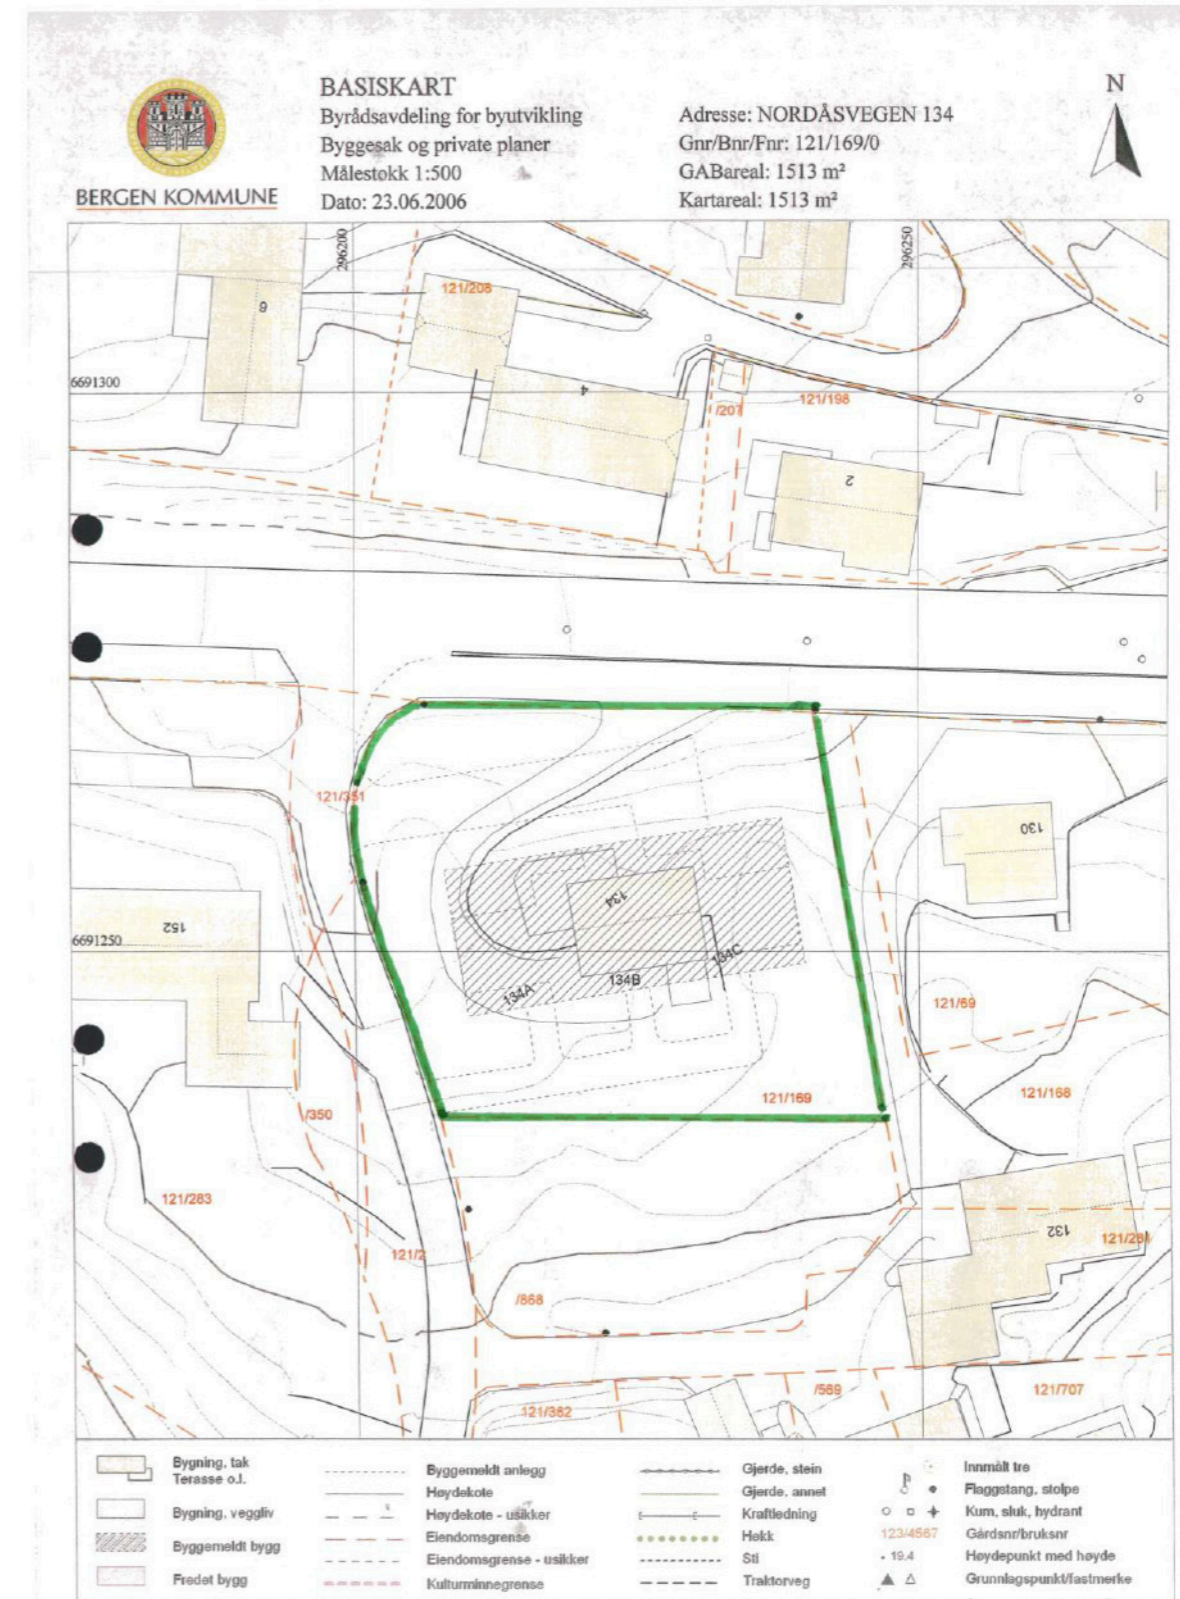 BERGEN KOMMUNE
BASISKART
Byrådsavdeling for byutvikling
Byggesak og private planer
Målestokk 1:500
Dato: 23.06.2006
Adresse: NORDÅSVEGEN 134
Gnr/Bnr/Fnr: 121/169/0
GABareal: 1513 m²
Kartareal: 1513 m²
N
296200
296250
121/208
6
4
6691300
/207
121/198
2
121/351
130
134
152
6691250
134A
134B
134C
121/69
121/169
121/168
/350
121/283
121/2
132
121/281
/868
121/382
/569
121/707
Bygning, tak
Terasse o.l.
Bygning, veggliv
Byggemeldt bygg
Fredet bygg
Byggemeldt anlegg
Høydekote
Høydekote - usikker
Eiendomsgrense
Eiendomsgrense - usikker
Kulturminnegrense
Gjerde, stein
Gjerde, annet
Kraftledning
Hekk
Sti
Traktorveg
Innmålt tre
Flaggstang, stolpe
Kum, sluk, hydrant
123/4567 Gårdsnr/bruksnr
19.4 Høydepunkt med høyde
Grunnlagspunkt/fastmerke